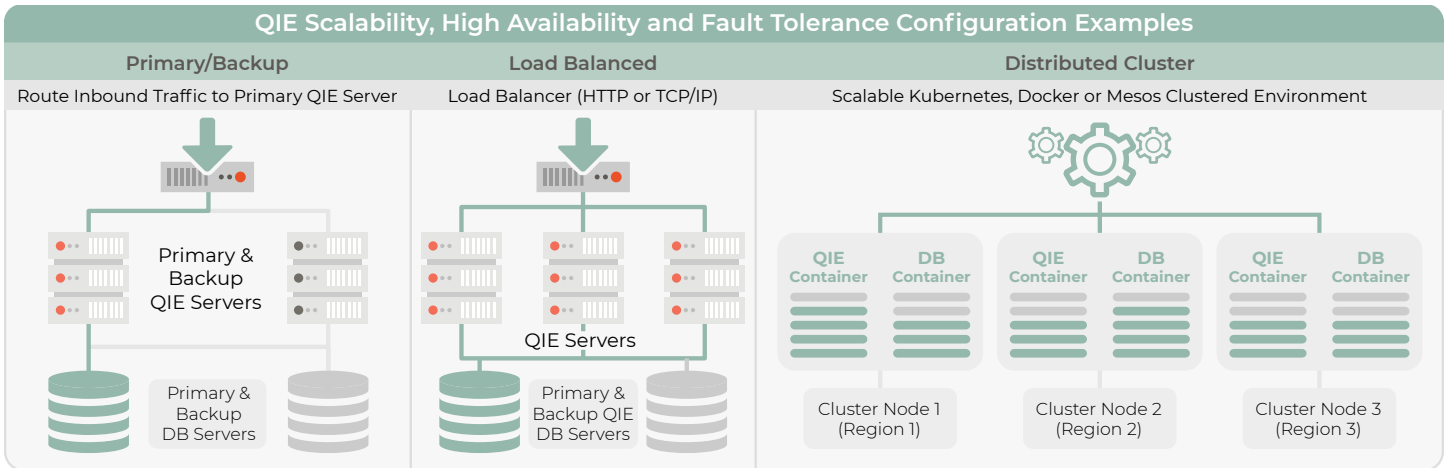 QIE Scalability, High Availability and Fault Tolerance Configuration Examples
Primary/Backup
Route Inbound Traffic to Primary QIE Server
Primary &
Backup
QIE Servers
Primary &
Backup
DB Servers
Load Balanced
Load Balancer (HTTP or TCP/IP)
QIE Servers
Primary &
Backup QIE
DB Servers
Distributed Cluster
Scalable Kubernetes, Docker or Mesos Clustered Environment
QIE
Container
DB
Container
QIE
Container
DB
Container
QIE
Container
DB
Container
Cluster Node 1
(Region 1)
Cluster Node 2
(Region 2)
Cluster Node 3
(Region 3)